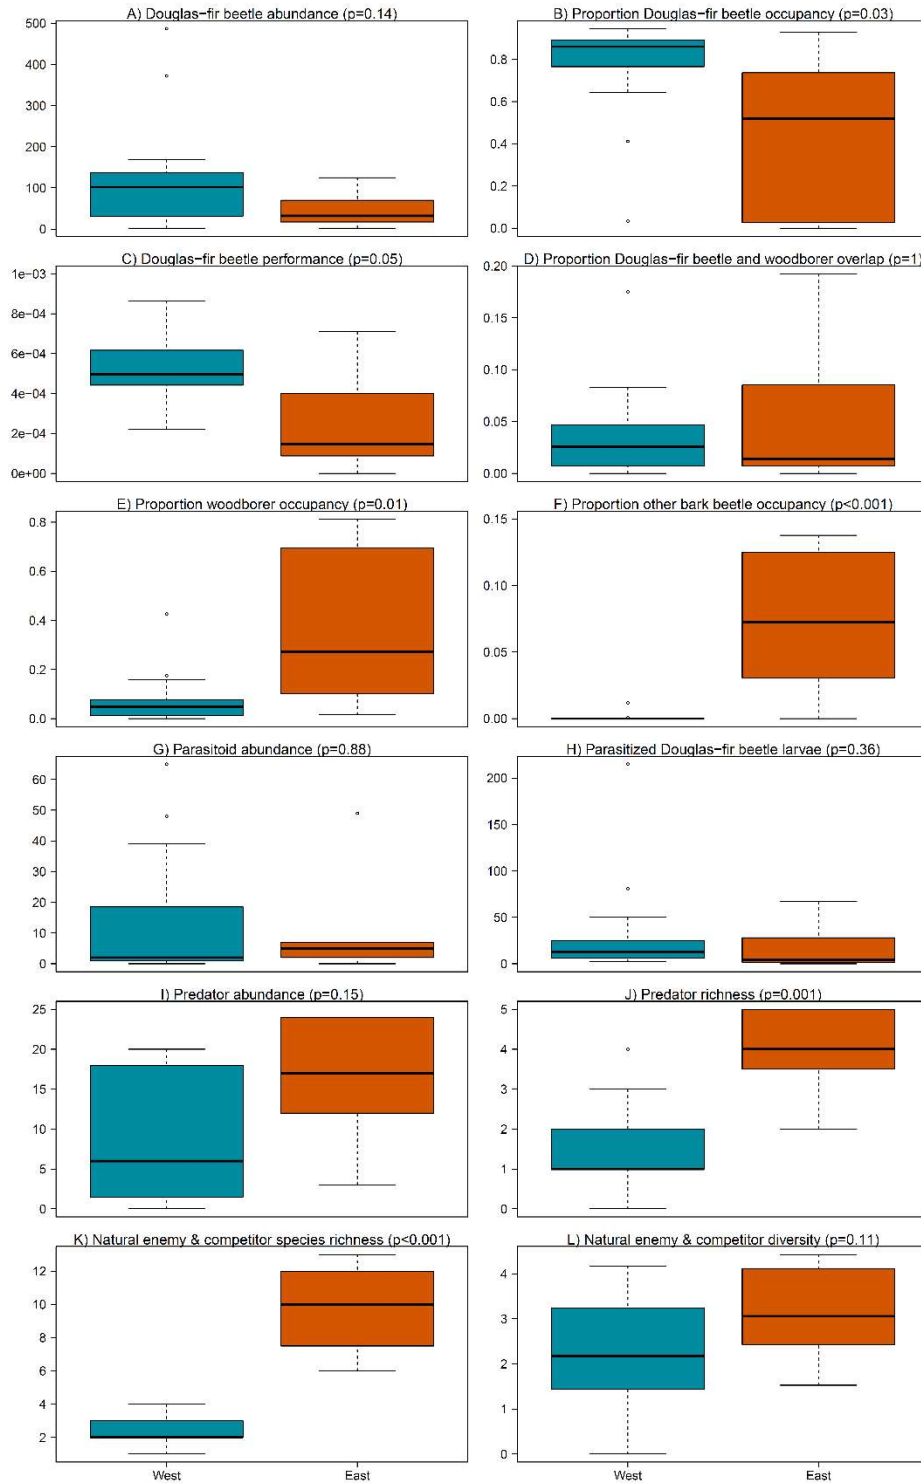 A) Douglas−fir beetle abundance (p=0.14)
500
400
300
200
100
0
B) Proportion Douglas−fir beetle occupancy (p=0.03)
0.8
0.6
0.4
0.2
0.0
C) Douglas−fir beetle performance (p=0.05)
1e−03
8e−04
6e−04
4e−04
2e−04
0e+00
D) Proportion Douglas−fir beetle and woodborer overlap (p=1)
0.20
0.15
0.10
0.05
0.00
E) Proportion woodborer occupancy (p=0.01)
0.8
0.6
0.4
0.2
0.0
F) Proportion other bark beetle occupancy (p<0.001)
0.15
0.10
0.05
0.00
G) Parasitoid abundance (p=0.88)
60
50
40
30
20
10
0
H) Parasitized Douglas−fir beetle larvae (p=0.36)
200
150
100
50
0
I) Predator abundance (p=0.15)
25
20
15
10
5
0
J) Predator richness (p=0.001)
5
4
3
2
1
0
K) Natural enemy & competitor species richness (p<0.001)
12
10
8
6
4
2
West
East
L) Natural enemy & competitor diversity (p=0.11)
4
3
2
1
0
West
East